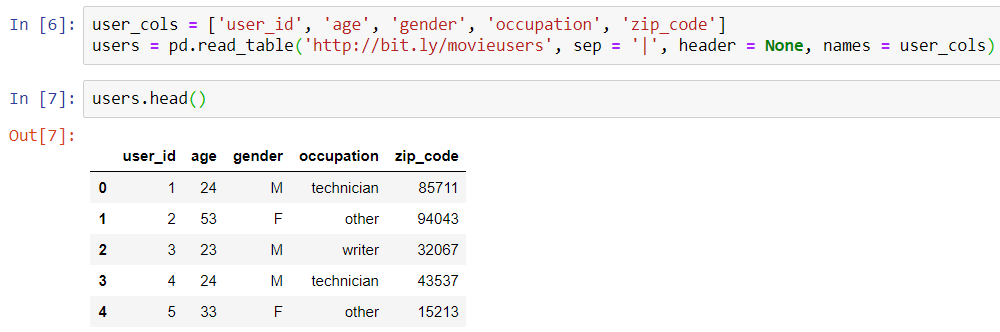 In [6]: user_cols = ['user_id', 'age', 'gender', 'occupation', 'zip_code']
users = pd.read_table('http://bit.ly/movieusers', sep = '|', header = None, names = user_cols)
In [7]: users.head()
Out[7]:
user_id age gender occupation zip_code
0 1 24 M technician 85711
1 2 53 F other 94043
2 3 23 M writer 32067
3 4 24 M technician 43537
4 5 33 F other 15213